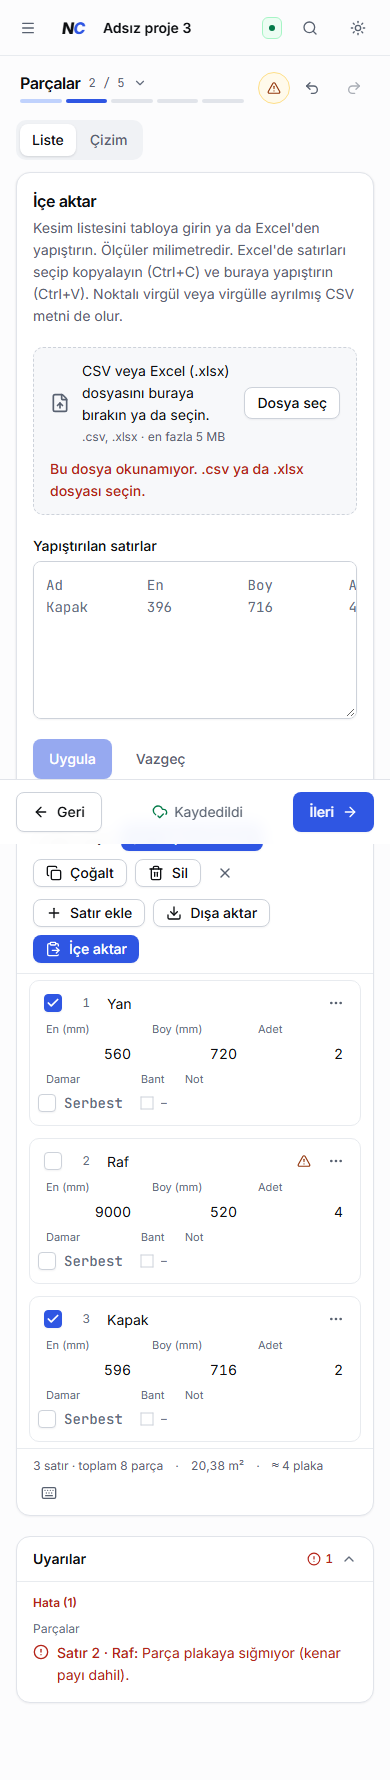 NC Adsız proje 3
Parçalar 2 / 5
Liste Çizim
İçe aktar
Kesim listesini tabloya girin ya da Excel'den
yapıştırın. Ölçüler milimetredir. Excel'de satırları
seçip kopyalayın (Ctrl+C) ve buraya yapıştırın
(Ctrl+V). Noktalı virgül veya virgülle ayrılmış CSV
metni de olur.
CSV veya Excel (.xlsx)
dosyasını buraya
bırakın ya da seçin.
.csv, .xlsx · en fazla 5 MB
Dosya seç
Bu dosya okunamıyor. .csv ya da .xlsx
dosyası seçin.
Yapıştırılan satırlar
Ad En Boy A
Kapak 396 716 4
Uygula Vazgeç
Geri Kaydedildi İleri
Çoğalt Sil
Satır ekle Dışa aktar
İçe aktar
1 Yan
En (mm) Boy (mm) Adet
560 720 2
Damar Bant Not
Serbest –
2 Raf
En (mm) Boy (mm) Adet
9000 520 4
Damar Bant Not
Serbest –
3 Kapak
En (mm) Boy (mm) Adet
596 716 2
Damar Bant Not
Serbest –
3 satır · toplam 8 parça · 20,38 m² · ≈ 4 plaka
Uyarılar 1
Hata (1)
Parçalar
Satır 2 · Raf: Parça plakaya sığmıyor (kenar
payı dahil).